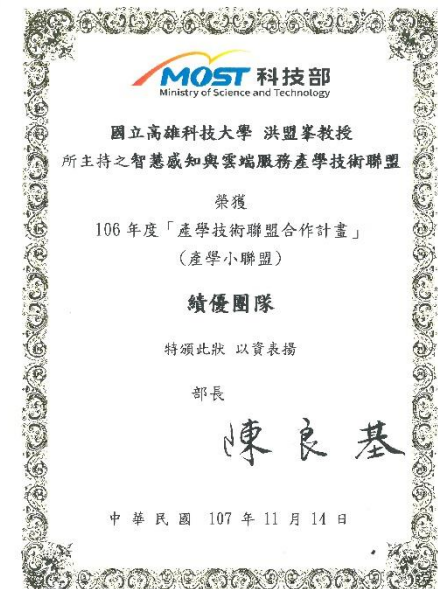 MOST 科技部
Ministry of Science and Technology
國立高雄科技大學 洪盟峯教授
所主持之智慧感知與雲端服務產學技術聯盟
榮獲
106 年度「產學技術聯盟合作計畫」
(產學小聯盟)
績優團隊
特頒此狀 以資表揚
部長
陳良基
中華民國 107 年 11 月 14 日